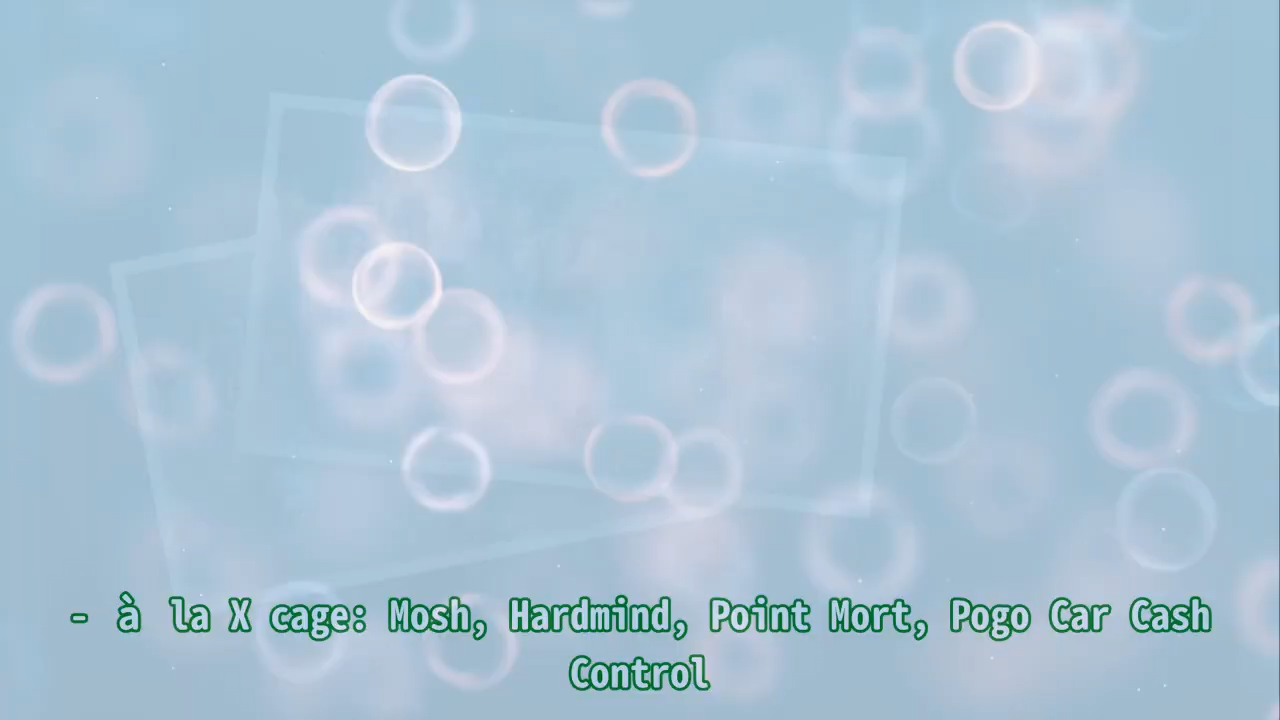 - à la X cage: Mosh, Hardmind, Point Mort, Pogo Car Cash
Control